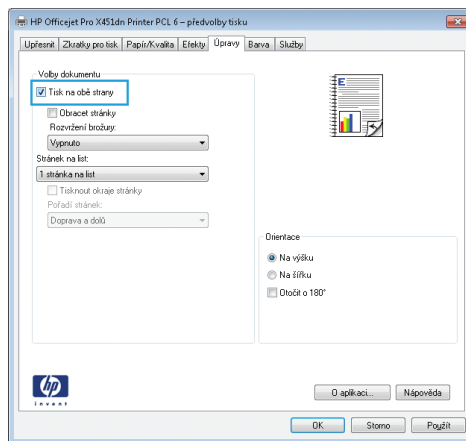 HP Officejet Pro X451dn Printer PCL 6 – předvolby tisku
Upřesnit Zkratky pro tisk Papír/Kvalita Efekty Úpravy Barva Služby
Volby dokumentu
Tisk na obě strany
Obracet stránky
Rozvržení brožury:
Vypnuto
Stránek na list:
1 stránka na list
Tisknout okraje stránky
Pořadí stránek:
Doprava a dolů
E
Orientace
Na výšku
Na šířku
Otočit o 180°
hp
invent
O aplikaci... Nápověda
OK Storno Použít